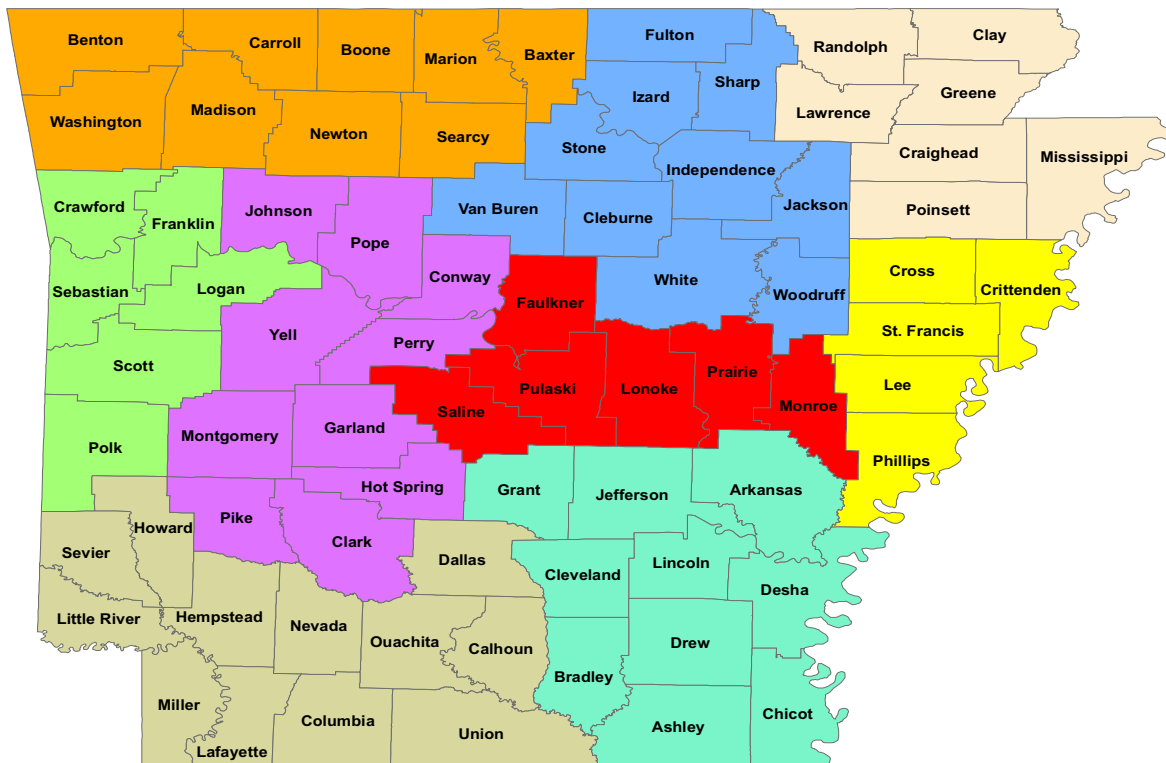 Benton
Carroll
Boone
Marion
Baxter
Fulton
Randolph
Clay
Washington
Madison
Newton
Searcy
Izard
Sharp
Lawrence
Greene
Stone
Independence
Craighead
Mississippi
Crawford
Franklin
Johnson
Pope
Van Buren
Cleburne
Jackson
Poinsett
Sebastian
Logan
Conway
Faulkner
White
Woodruff
Cross
Crittenden
Scott
Yell
Perry
Pulaski
Lonoke
Prairie
Monroe
St. Francis
Lee
Polk
Montgomery
Garland
Saline
Hot Spring
Grant
Jefferson
Arkansas
Phillips
Sevier
Howard
Pike
Clark
Dallas
Cleveland
Lincoln
Desha
Little River
Hempstead
Nevada
Ouachita
Calhoun
Bradley
Drew
Miller
Lafayette
Columbia
Union
Ashley
Chicot